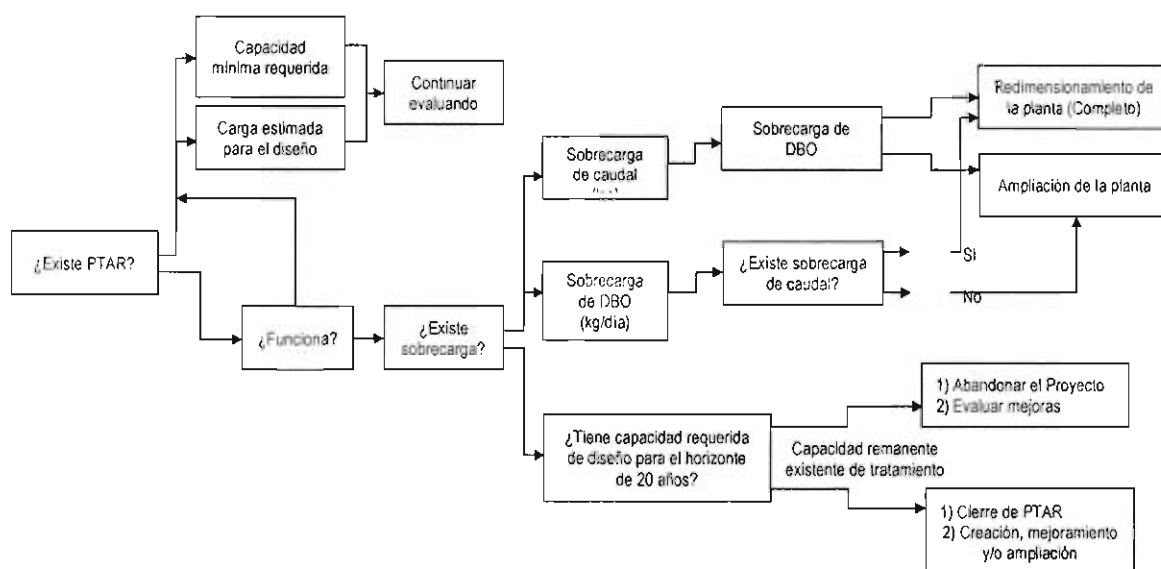 Capacidad
mínima requerida
Continuar
evaluando
Carga estimada
para el diseño
¿Existe PTAR?
¿Funciona?
¿Existe
sobrecarga?
Sobrecarga
de caudal
Sobrecarga de
DBO
Redimensionamiento de
la planta (Completo)
Ampliación de la planta
Sobrecarga
de DBO
(kg/día)
¿Existe sobrecarga
de caudal?
Si
No
¿Tiene capacidad requerida
de diseño para el horizonte
de 20 años?
Capacidad remanente
existente de tratamiento
1) Abandonar el Proyecto
2) Evaluar mejoras
1) Cierre de PTAR
2) Creación, mejoramiento
y/o ampliación